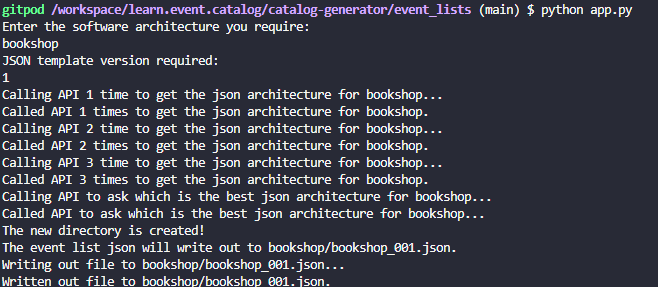 gitpod /workspace/learn.event.catalog/catalog-generator/event_lists (main) $ python app.py
Enter the software architecture you require:
bookshop
JSON template version required:
1
Calling API 1 time to get the json architecture for bookshop...
Called API 1 times to get the json architecture for bookshop.
Calling API 2 time to get the json architecture for bookshop...
Called API 2 times to get the json architecture for bookshop.
Calling API 3 time to get the json architecture for bookshop...
Called API 3 times to get the json architecture for bookshop.
Calling API to ask which is the best json architecture for bookshop...
Called API to ask which is the best json architecture for bookshop...
The new directory is created!
The event list json will write out to bookshop/bookshop_001.json.
Writing out file to bookshop/bookshop_001.json...
Written out file to bookshop/bookshop_001.json.